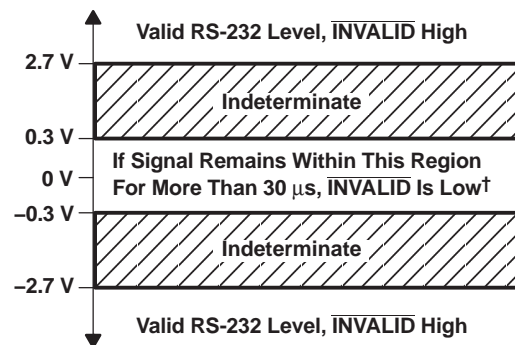 Valid RS-232 Level, INVALID High
2.7 V
Indeterminate
0.3 V
If Signal Remains Within This Region
0 V
For More Than 30 μs, INVALID Is Low†
–0.3 V
Indeterminate
–2.7 V
Valid RS-232 Level, INVALID High